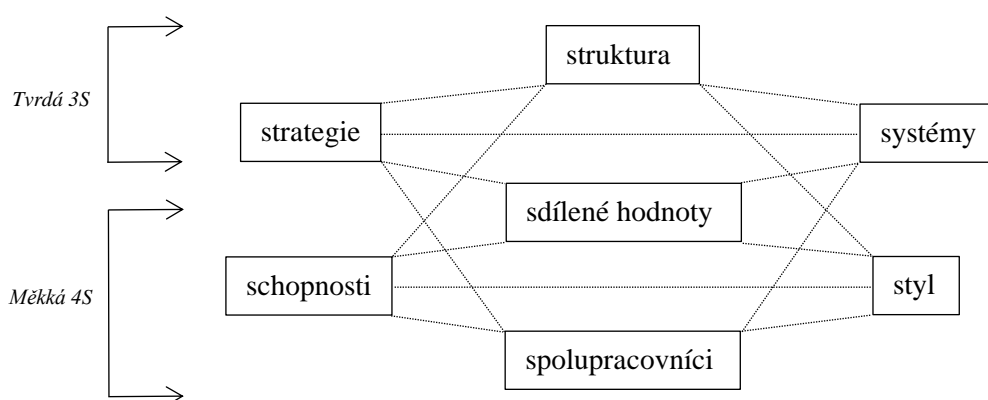 struktura
Tvrdá 3S
strategie
systémy
sdílené hodnoty
schopnosti
styl
Měkká 4S
spolupracovníci